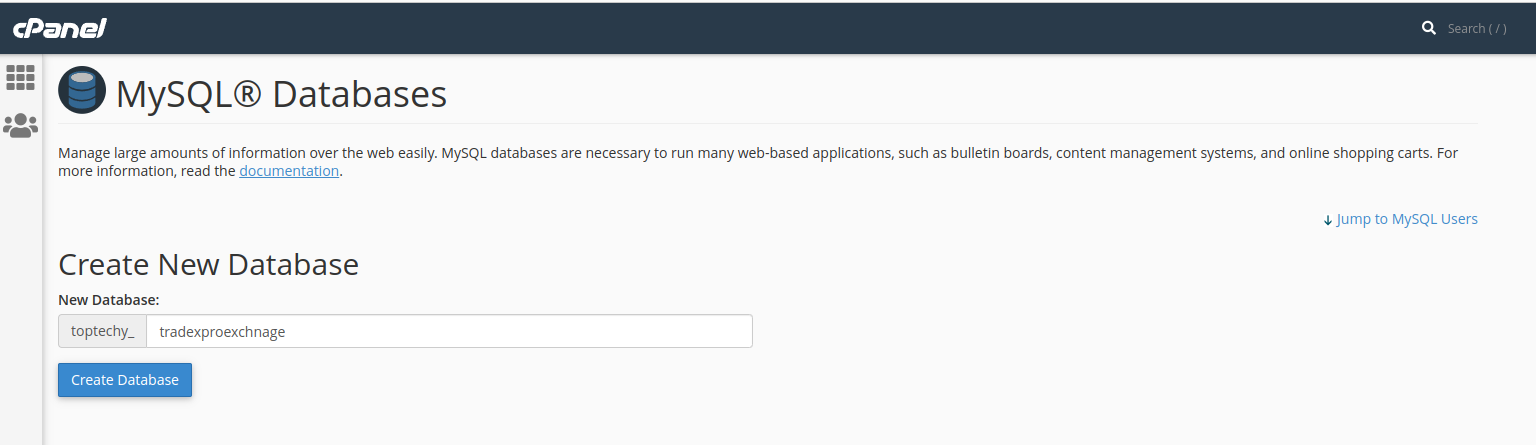 cPanel
Search ( / )
MySQL® Databases
Manage large amounts of information over the web easily. MySQL databases are necessary to run many web-based applications, such as bulletin boards, content management systems, and online shopping carts. For
more information, read the documentation.
Jump to MySQL Users
Create New Database
New Database:
toptechy_ tradexproexchnage
Create Database